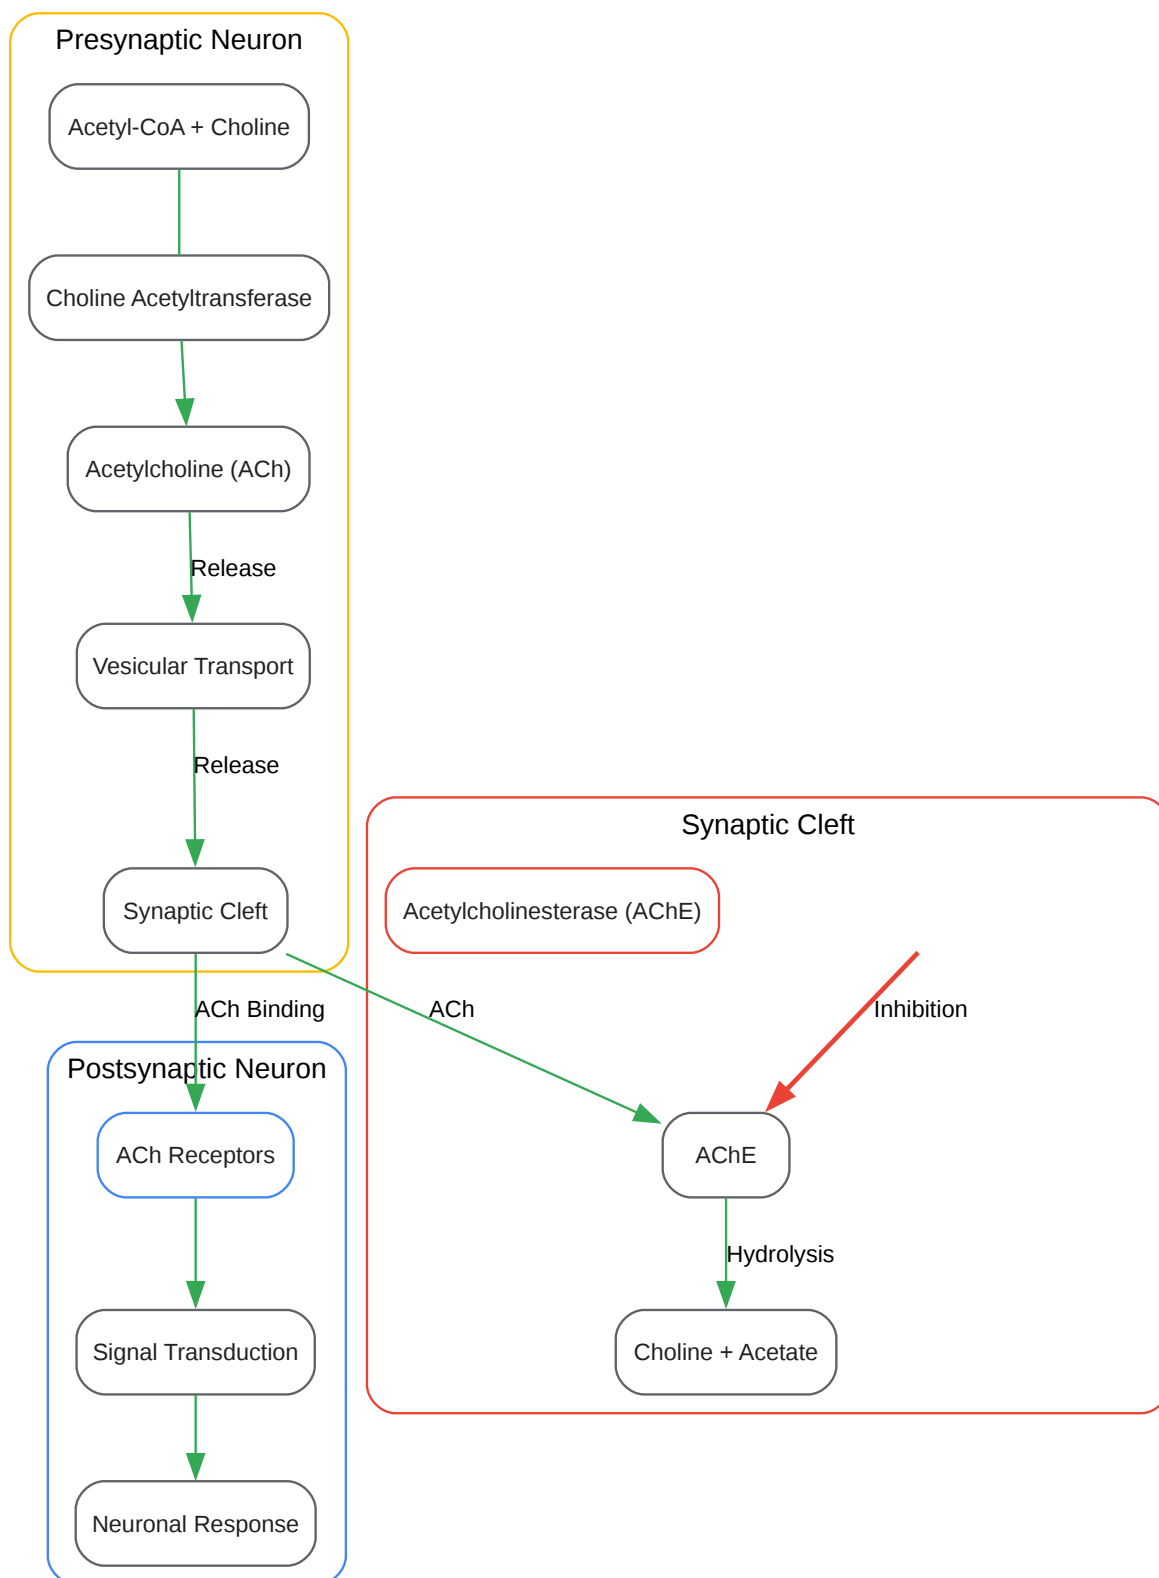 Presynaptic Neuron
Acetyl-CoA + Choline
Choline Acetyltransferase
Acetylcholine (ACh)
Release
Vesicular Transport
Release
Synaptic Cleft
Synaptic Cleft
Acetylcholinesterase (AChE)
ACh Binding
ACh
Inhibition
Postsynaptic Neuron
ACh Receptors
AChE
Hydrolysis
Signal Transduction
Choline + Acetate
Neuronal Response